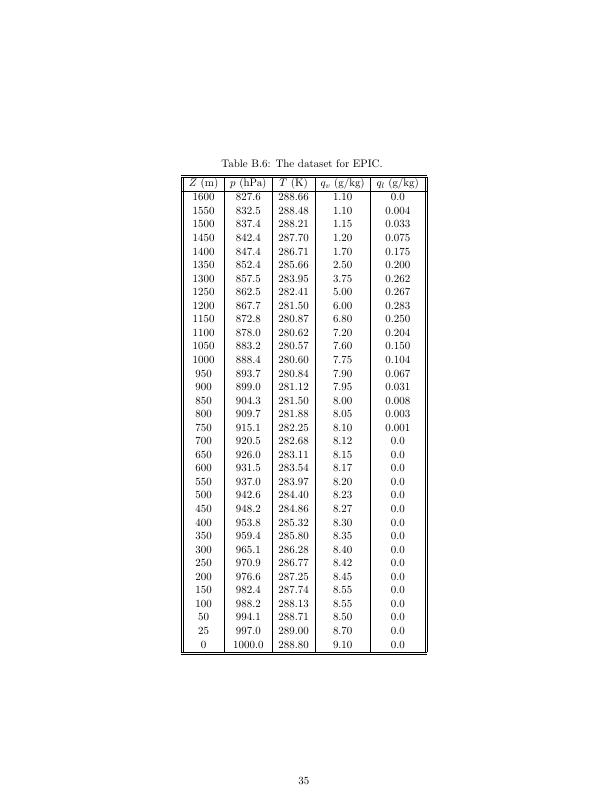 Table B.6: The dataset for EPIC.
Z (m) p (hPa) T (K) qv (g/kg) ql (g/kg)
1600 827.6 288.66 1.10 0.0
1550 832.5 288.48 1.10 0.004
1500 837.4 288.21 1.15 0.033
1450 842.4 287.70 1.20 0.075
1400 847.4 286.71 1.70 0.175
1350 852.4 285.66 2.50 0.200
1300 857.5 283.95 3.75 0.262
1250 862.5 282.41 5.00 0.267
1200 867.7 281.50 6.00 0.283
1150 872.8 280.87 6.80 0.250
1100 878.0 280.62 7.20 0.204
1050 883.2 280.57 7.60 0.150
1000 888.4 280.60 7.75 0.104
950 893.7 280.84 7.90 0.067
900 899.0 281.12 7.95 0.031
850 904.3 281.50 8.00 0.008
800 909.7 281.88 8.05 0.003
750 915.1 282.25 8.10 0.001
700 920.5 282.68 8.12 0.0
650 926.0 283.11 8.15 0.0
600 931.5 283.54 8.17 0.0
550 937.0 283.97 8.20 0.0
500 942.6 284.40 8.23 0.0
450 948.2 284.86 8.27 0.0
400 953.8 285.32 8.30 0.0
350 959.4 285.80 8.35 0.0
300 965.1 286.28 8.40 0.0
250 970.9 286.77 8.42 0.0
200 976.6 287.25 8.45 0.0
150 982.4 287.74 8.55 0.0
100 988.2 288.13 8.55 0.0
50 994.1 288.71 8.50 0.0
25 997.0 289.00 8.70 0.0
0 1000.0 288.80 9.10 0.0
35